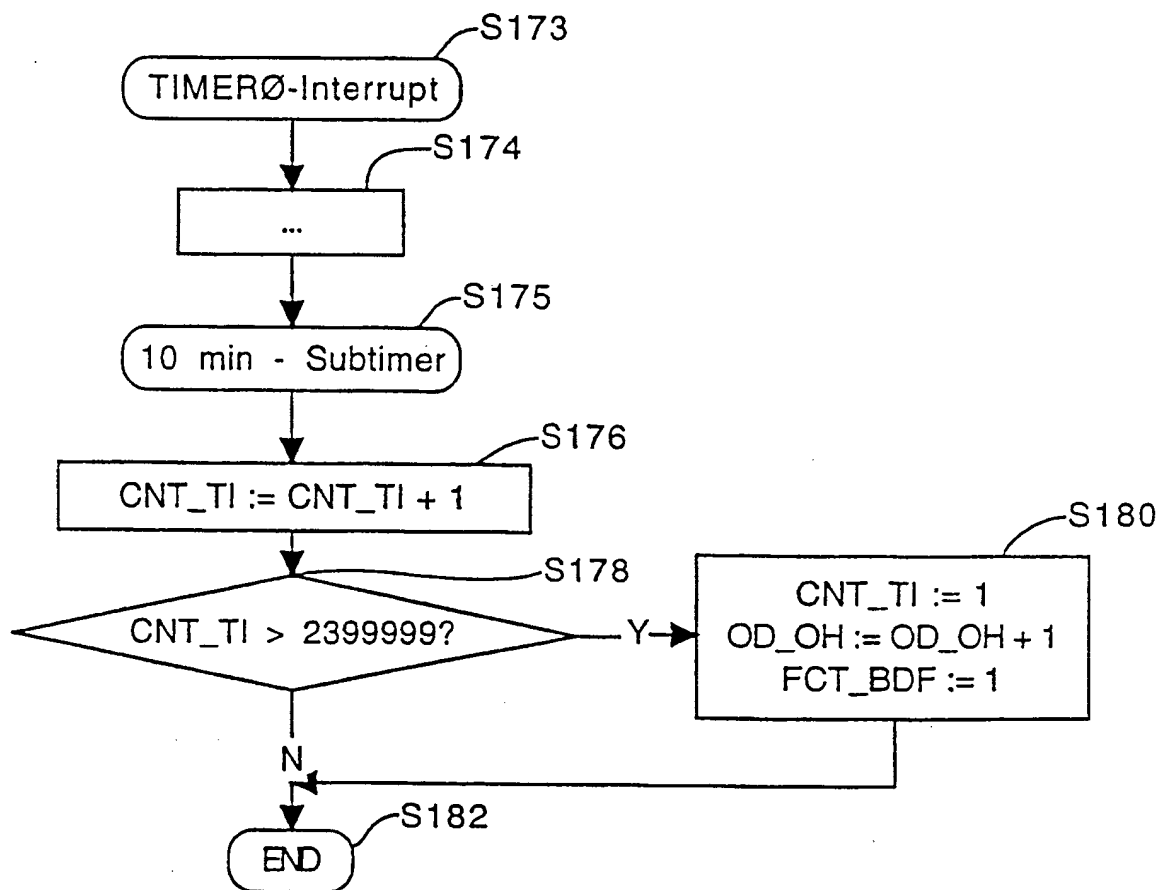 S173
TIMERØ-Interrupt
S174
...
S175
10 min - Subtimer
S176
CNT_TI := CNT_TI + 1
S178
CNT_TI > 2399999?
Y
S180
CNT_TI := 1
OD_OH := OD_OH + 1
FCT_BDF := 1
N
S182
END